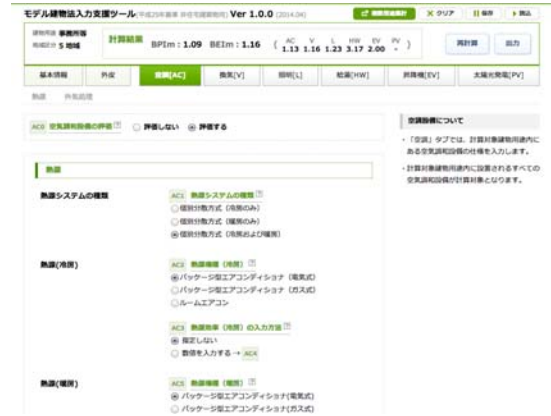 モデル建物法入力支援ツール(平成25年基準 非住宅建築物用) Ver 1.0.0 (2014.04)
× クリア
保存
読込
建物用途 事務所等
地域区分 5 地域
計算結果
BPIm : 1.09 BEIm : 1.16
( AC V L HW EV PV )
1.13 1.16 1.23 3.17 2.00 -
再計算
出力
基本情報
外皮
空調[AC]
換気[V]
照明[L]
給湯[HW]
昇降機[EV]
太陽光発電[PV]
熱源
外気処理
AC0 空気調和設備の評価
評価しない
評価する
熱源
熱源システムの種類
AC1 熱源システムの種類
個別分散方式(冷房のみ)
個別分散方式(暖房のみ)
個別分散方式(冷房および暖房)
熱源(冷房)
AC2 熱源機種(冷房)
パッケージ型エアコンディショナ(電気式)
パッケージ型エアコンディショナ(ガス式)
ルームエアコン
AC3 熱源効率(冷房)の入力方法
指定しない
数値を入力する→ AC4
熱源(暖房)
AC5 熱源機種(暖房)
パッケージ型エアコンディショナ(電気式)
パッケージ型エアコンディショナ(ガス式)
空調設備について
・「空調」タブでは、計算対象建物用途内に
ある空気調和設備の仕様を入力します。
・計算対象建物用途内に設置されるすべての
空気調和設備が計算対象となります。